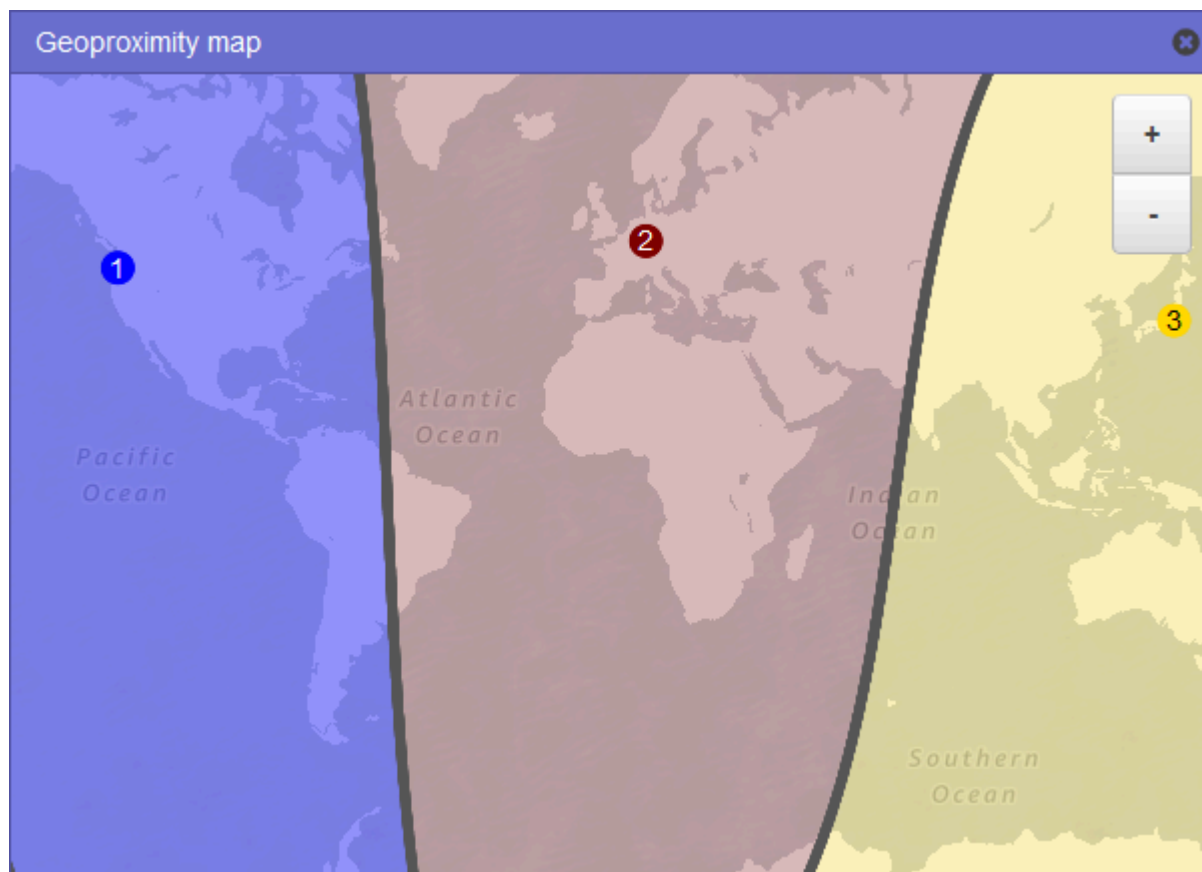 Geoproximity map
+
-
1
2
3
Atlantic
Ocean
Pacific
Ocean
Indian
Ocean
Southern
Ocean